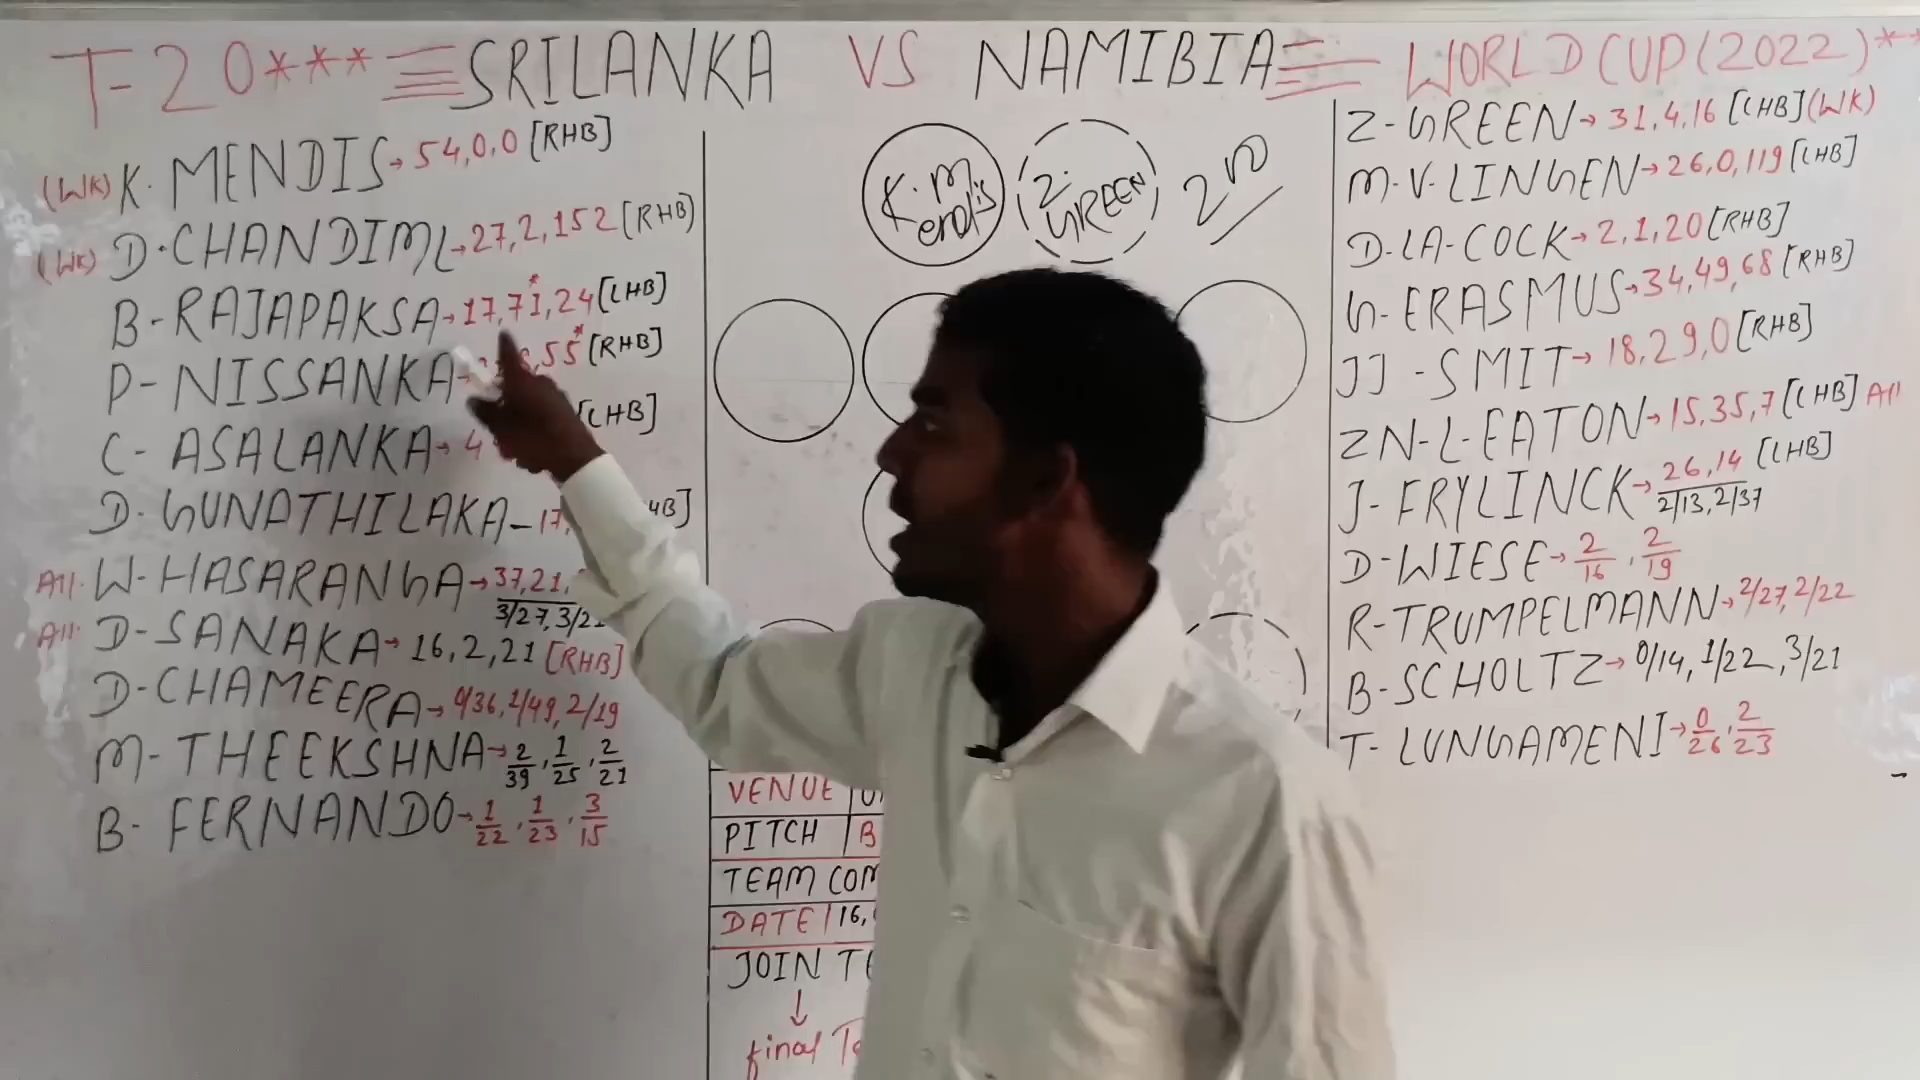 T-20*** SRILANKA VS NAMIBIA WORLD CUP (2022)**
(WK) K. MENDIS → 54,0,0 [RHB]
(WK) D. CHANDIML → 27,2,152 [RHB]
B-RAJAPAKSA → 17,71*,24 [LHB]
P-NISSANKA → 55* [RHB]
C-ASALANKA → 4 [LHB]
D. GUNATHILAKA - 17, HB]
All. W-HASARANGA → 37,21,
3/27, 3/21
All. D-SANAKA → 16,2,21 [RHB]
D-CHAMEERA → 0/36, 1/49, 2/19
M-THEEKSHNA → 2/39, 1/25, 2/21
B-FERNANDO → 1/22, 1/23, 3/15
K. Mendis
Z. GREEN
2ND
VENUE
PITCH B
TEAM COM
DATE 16,
JOIN TE
↓
final Te
Z-GREEN → 31,4,16 [LHB] (WK)
M.V-LINGEN → 26,0,119 [LHB]
D-LA-COCK → 2,1,20 [RHB]
G-ERASMUS → 34,49,68 [RHB]
JJ-SMIT → 18,29,0 [RHB]
ZN-L-EATON → 15,35,7 [LHB] All
J-FRYLINCK → 26,14 [LHB]
2/13, 2/37
D-WIESE → 2/16, 2/19
R-TRUMPELMANN → 2/27, 2/22
B-SCHOLTZ → 0/14, 1/22, 3/21
T-LUNGAMENI → 0/26, 2/23